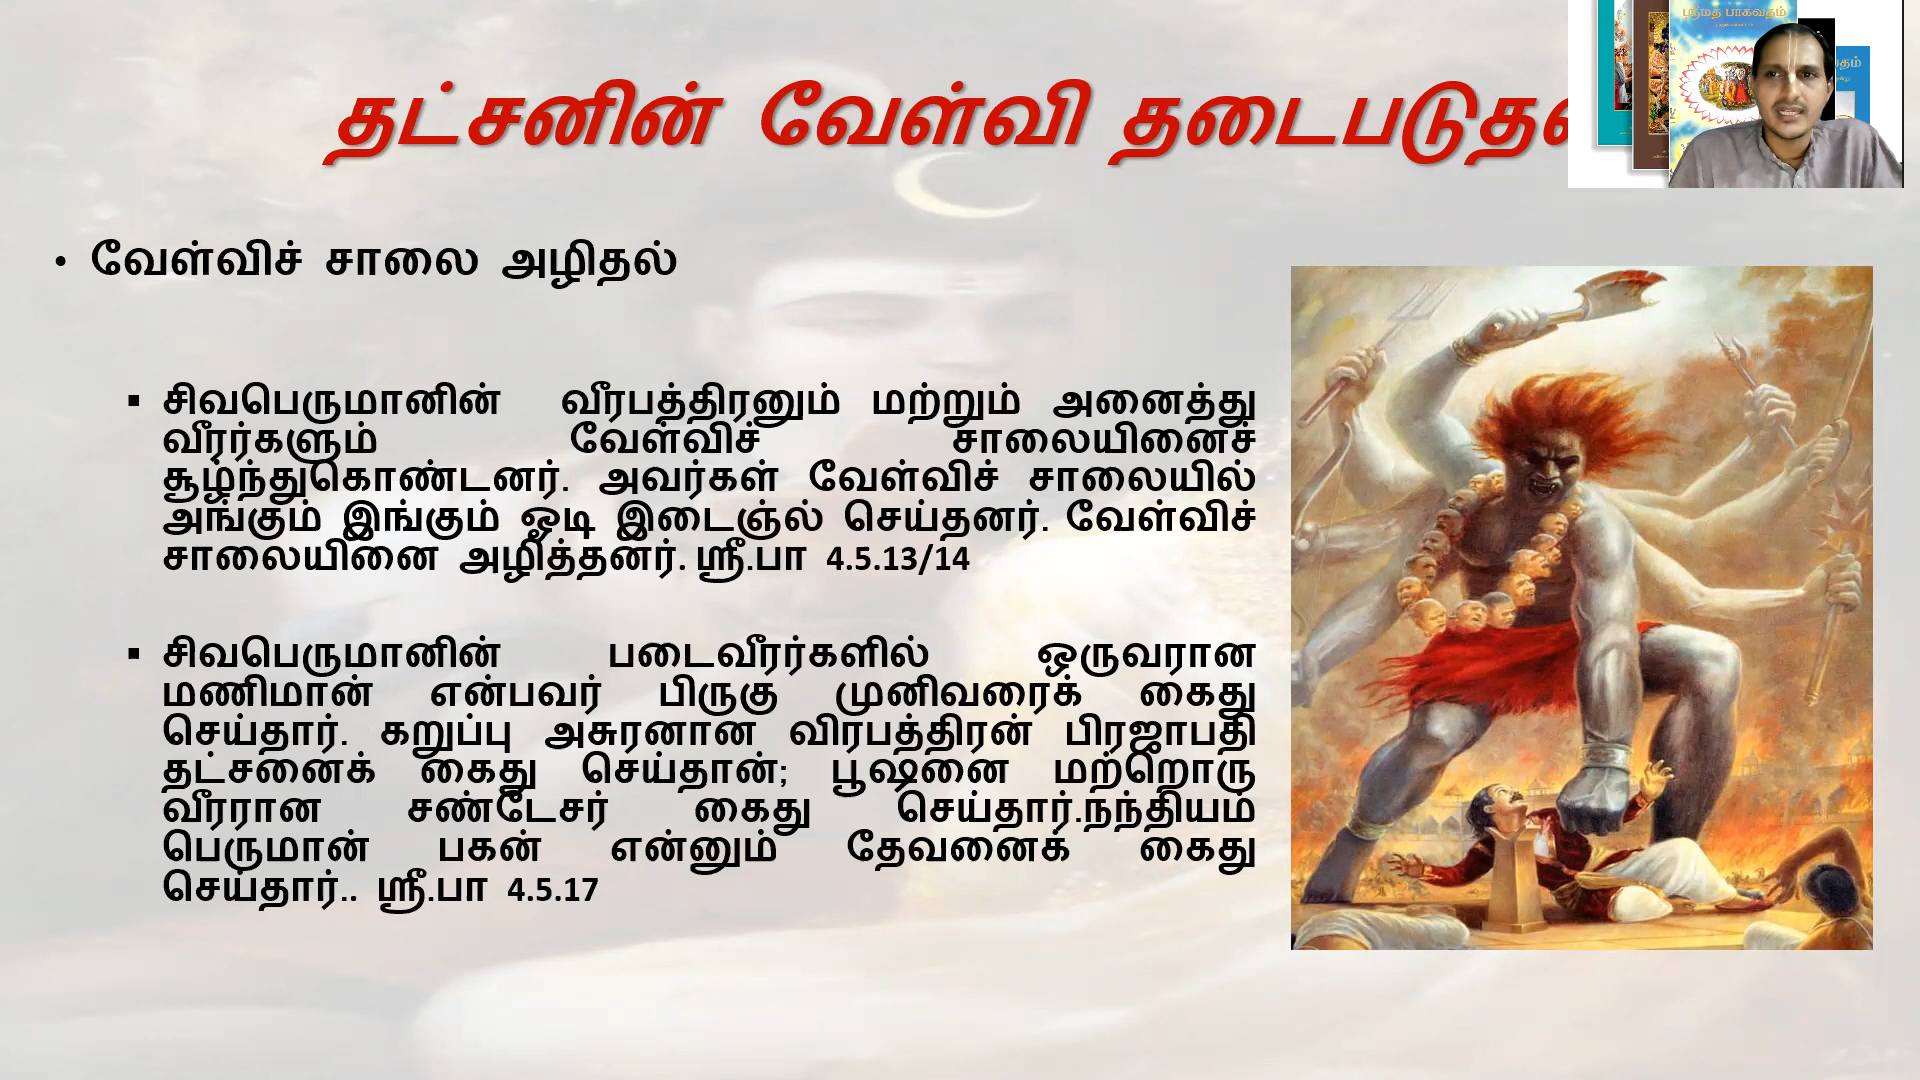 தட்சனின் வேள்வி தடைபடுதல்
ஸ்ரீமத் பாகவதம்
• வேள்விச் சாலை அழிதல்
▪ சிவபெருமானின் வீரபத்திரனும் மற்றும் அனைத்து
வீரர்களும் வேள்விச் சாலையினைச்
சூழ்ந்துகொண்டனர். அவர்கள் வேள்விச் சாலையில்
அங்கும் இங்கும் ஓடி இடைஞ்ல் செய்தனர். வேள்விச்
சாலையினை அழித்தனர். ஸ்ரீ.பா 4.5.13/14
▪ சிவபெருமானின் படைவீரர்களில் ஒருவரான
மணிமான் என்பவர் பிருகு முனிவரைக் கைது
செய்தார். கறுப்பு அசுரனான விரபத்திரன் பிரஜாபதி
தட்சனைக் கைது செய்தான்; பூஷனை மற்றொரு
வீரரான சண்டேசர் கைது செய்தார்.நந்தியம்
பெருமான் பகன் என்னும் தேவனைக் கைது
செய்தார்.. ஸ்ரீ.பா 4.5.17